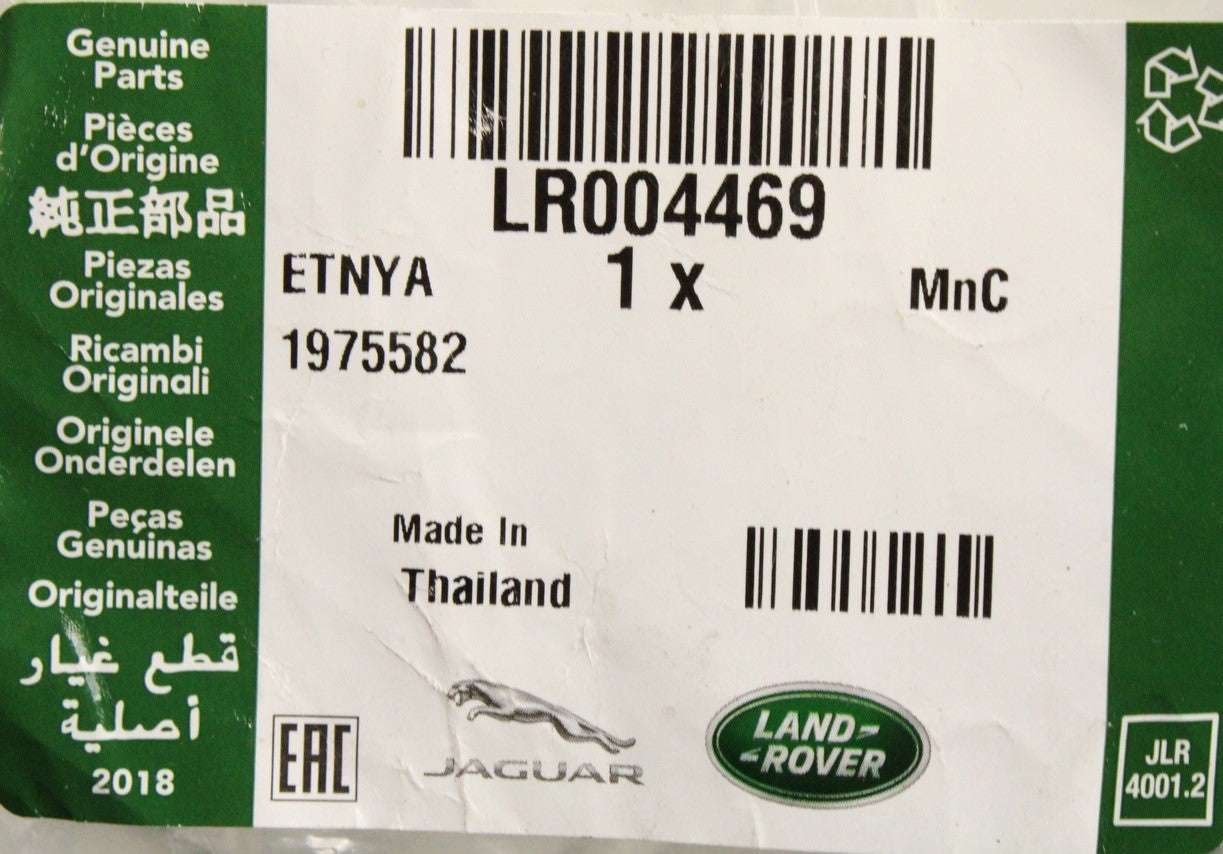 Genuine
Parts
Pièces
d'Origine
純正部品
Piezas
Originales
Ricambi
Originali
Originele
Onderdelen
Peças
Genuinas
Originalteile
قطع غيار
أصلية
2018
LR004469
ETNYA
1 x
MnC
1975582
Made In
Thailand
EAC
JAGUAR
LAND-
-ROVER
JLR
4001.2